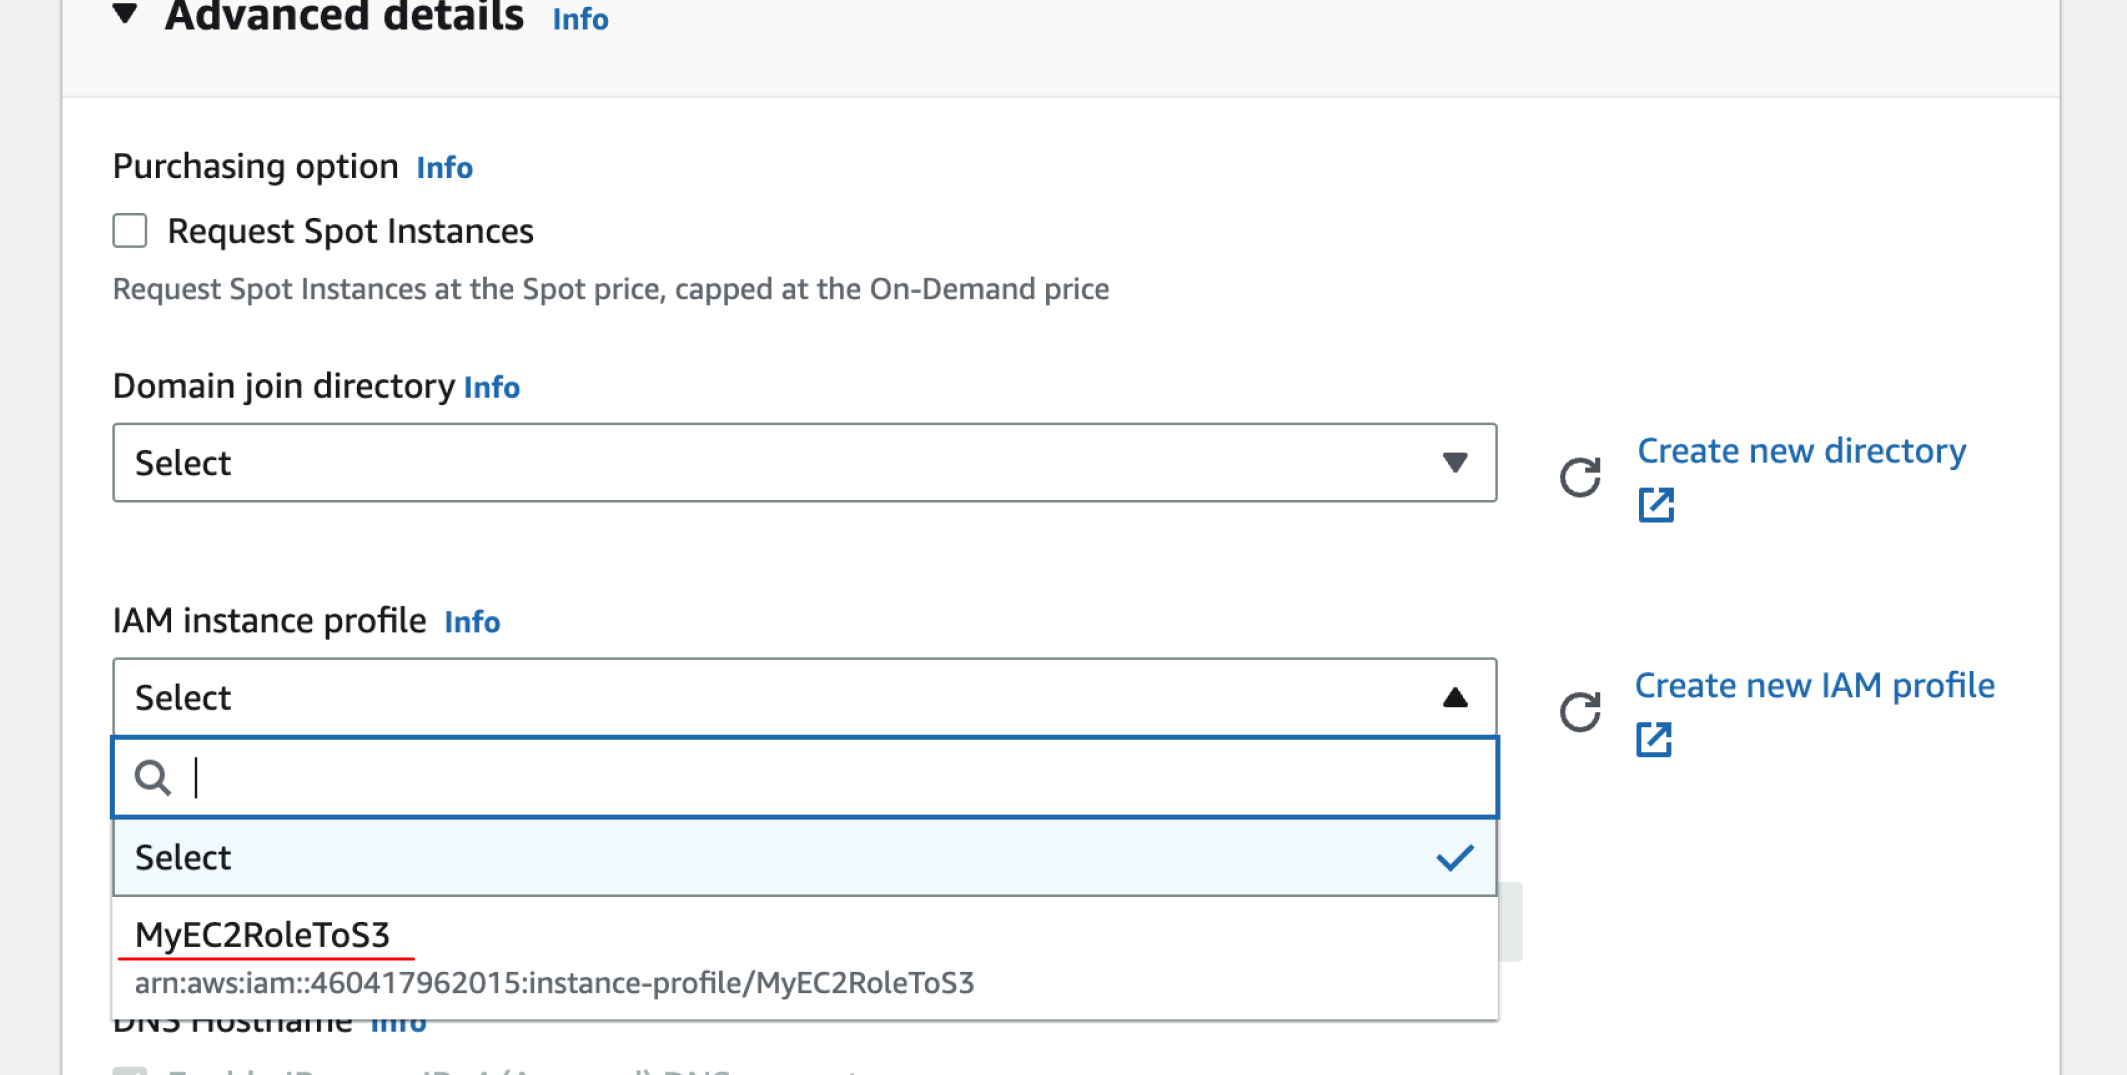 Advanced details Info
Purchasing option Info
Request Spot Instances
Request Spot Instances at the Spot price, capped at the On-Demand price
Domain join directory Info
Select
Create new directory
IAM instance profile Info
Select
Create new IAM profile
Select
MyEC2RoleToS3
arn:aws:iam::460417962015:instance-profile/MyEC2RoleToS3
DNS Hostname Info